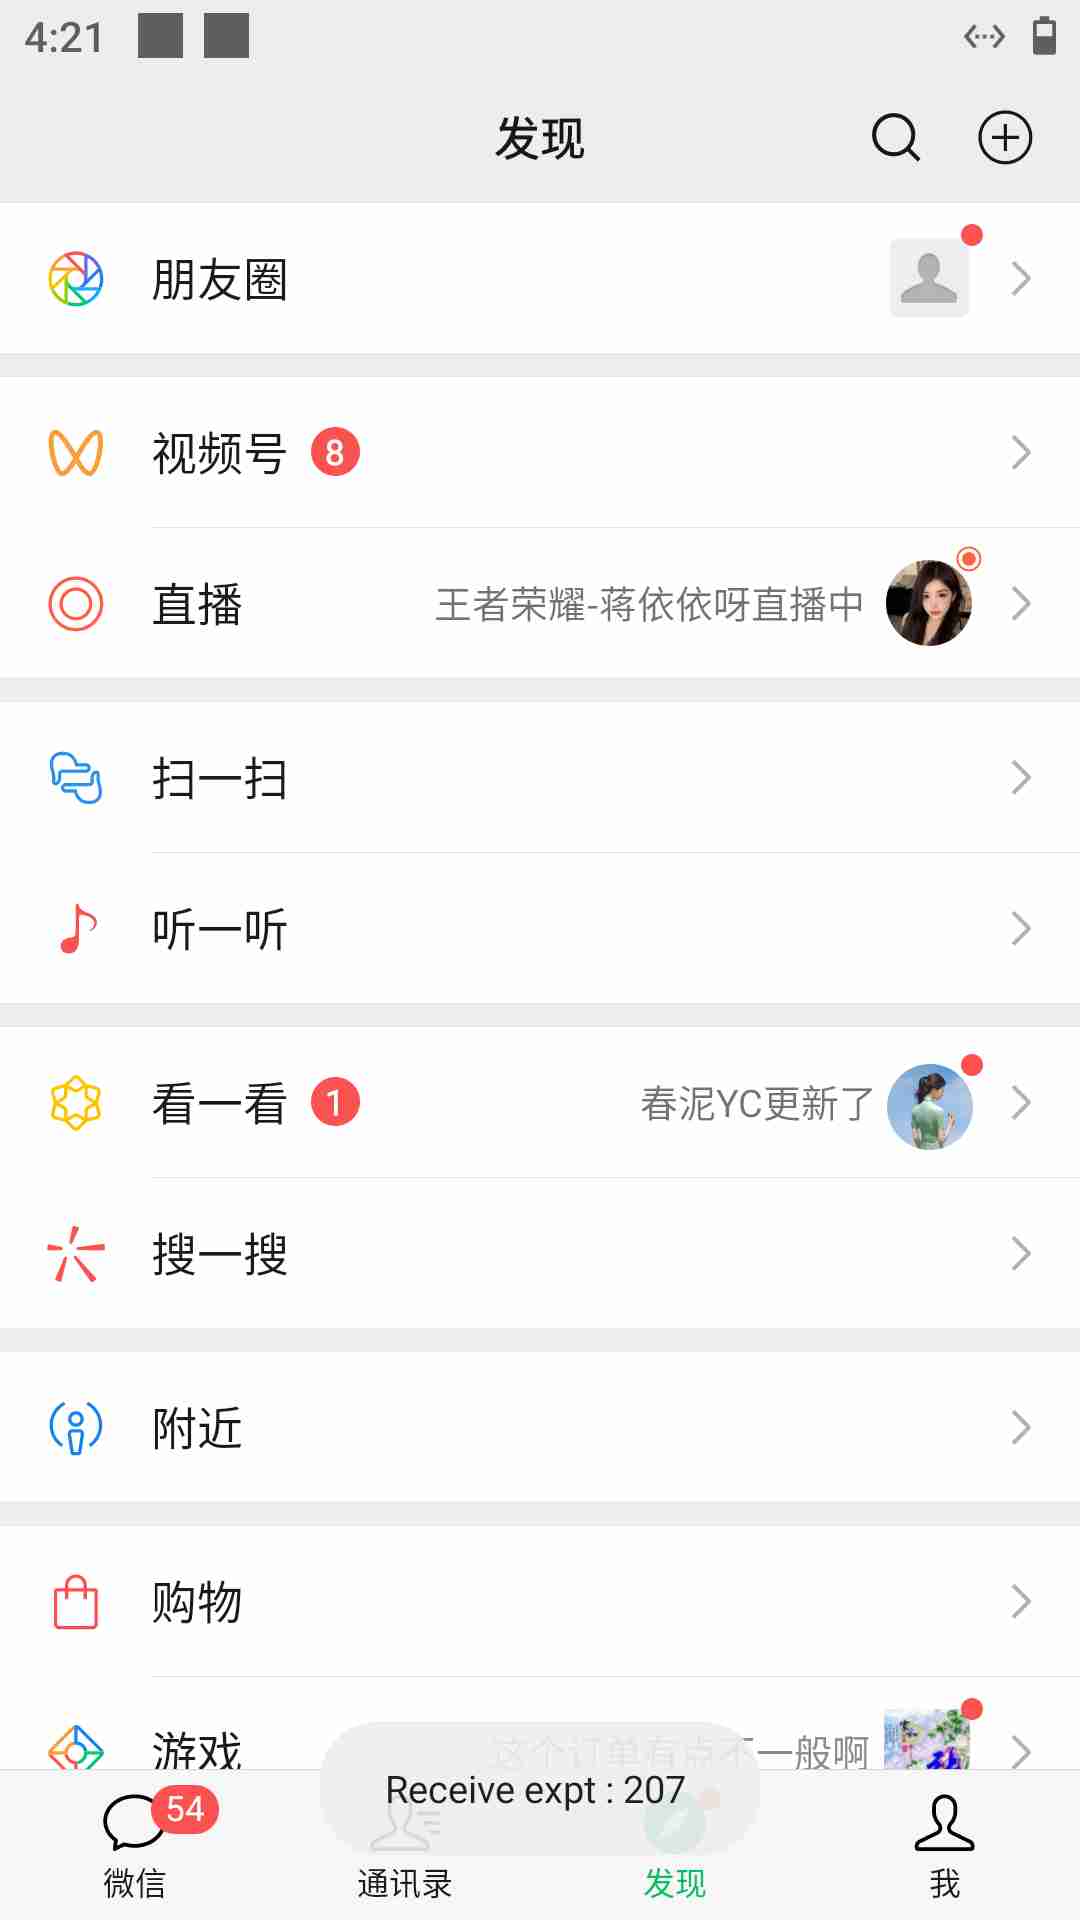 4:21
发现
朋友圈
视频号 8
直播 王者荣耀-蒋依依呀直播中
扫一扫
听一听
看一看 1 春泥YC更新了
搜一搜
附近
购物
游戏 这个订单有点不一般啊
Receive expt : 207
54
微信 通讯录 发现 我